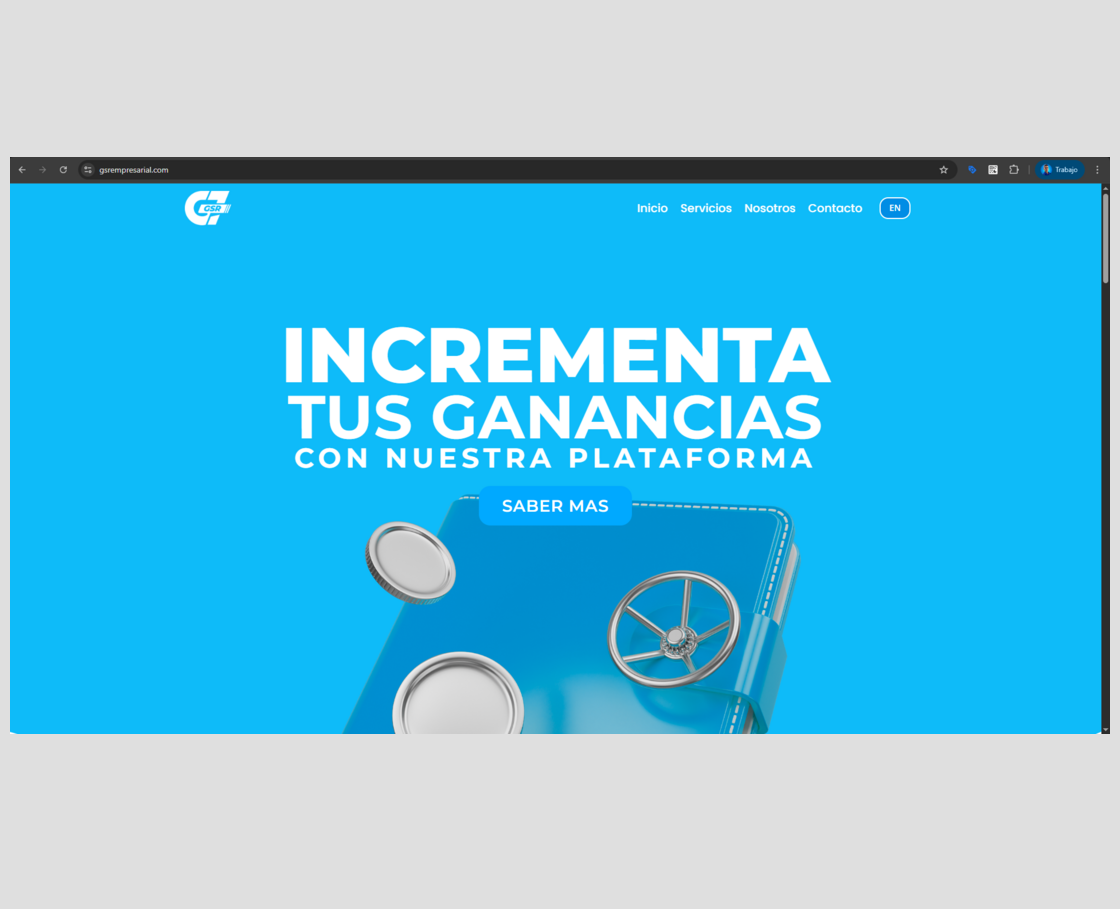 gsrempresarial.com
Trabajo
GSR
Inicio Servicios Nosotros Contacto EN
INCREMENTA
TUS GANANCIAS
CON NUESTRA PLATAFORMA
SABER MAS